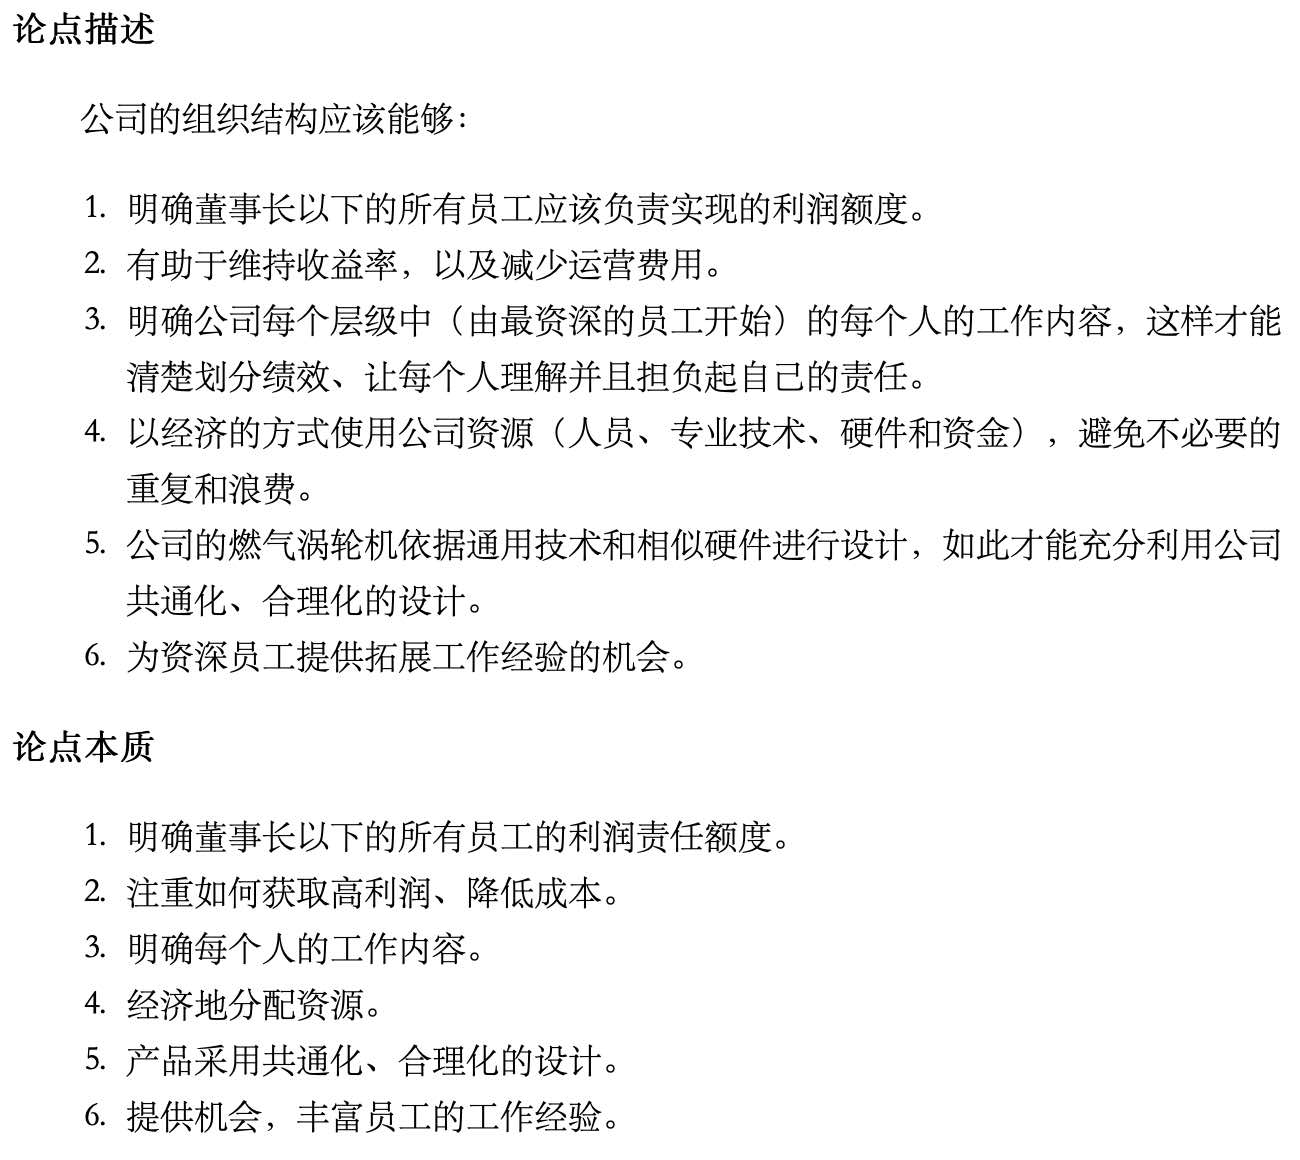 论点描述
公司的组织结构应该能够：
1. 明确董事长以下的所有员工应该负责实现的利润额度。
2. 有助于维持收益率，以及减少运营费用。
3. 明确公司每个层级中（由最资深的员工开始）的每个人的工作内容，这样才能
清楚划分绩效、让每个人理解并且担负起自己的责任。
4. 以经济的方式使用公司资源（人员、专业技术、硬件和资金），避免不必要的
重复和浪费。
5. 公司的燃气涡轮机依据通用技术和相似硬件进行设计，如此才能充分利用公司
共通化、合理化的设计。
6. 为资深员工提供拓展工作经验的机会。
论点本质
1. 明确董事长以下的所有员工的利润责任额度。
2. 注重如何获取高利润、降低成本。
3. 明确每个人的工作内容。
4. 经济地分配资源。
5. 产品采用共通化、合理化的设计。
6. 提供机会，丰富员工的工作经验。